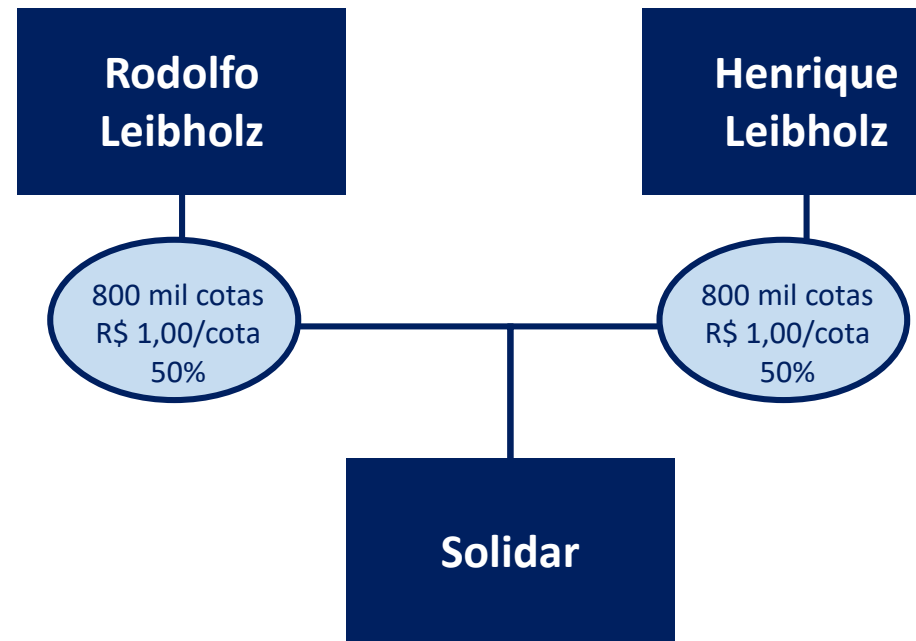 Rodolfo
Leibholz
Henrique
Leibholz
800 mil cotas
R$ 1,00/cota
50%
800 mil cotas
R$ 1,00/cota
50%
Solidar